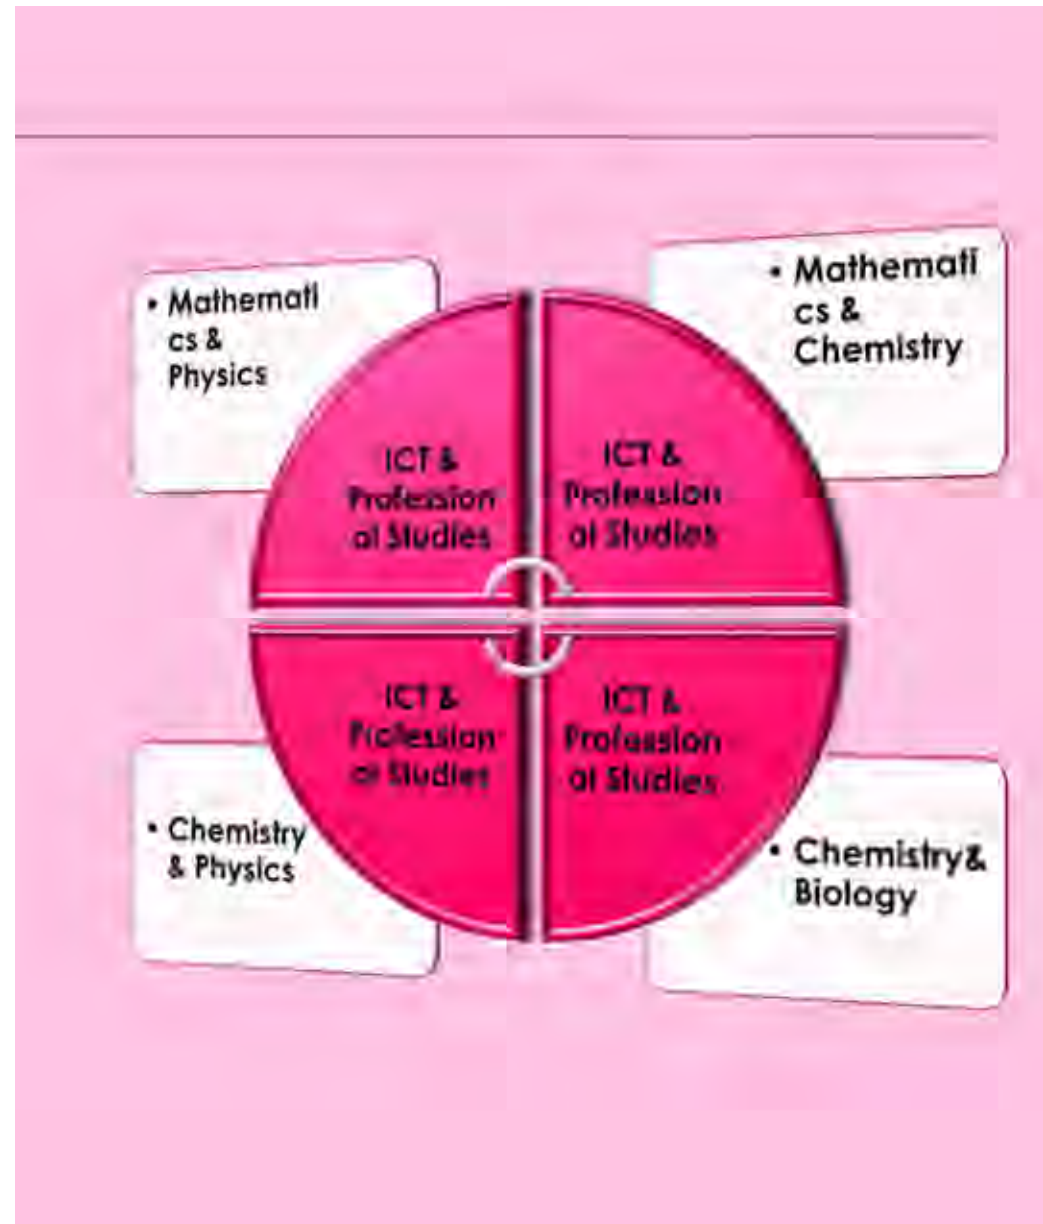 • Mathemati
cs &
Physics
• Mathemati
cs &
Chemistry
ICT &
Profession
al Studies
ICT &
Profession
al Studies
ICT &
Profession
al Studies
ICT &
Profession
al Studies
• Chemistry
& Physics
• Chemistry&
Biology